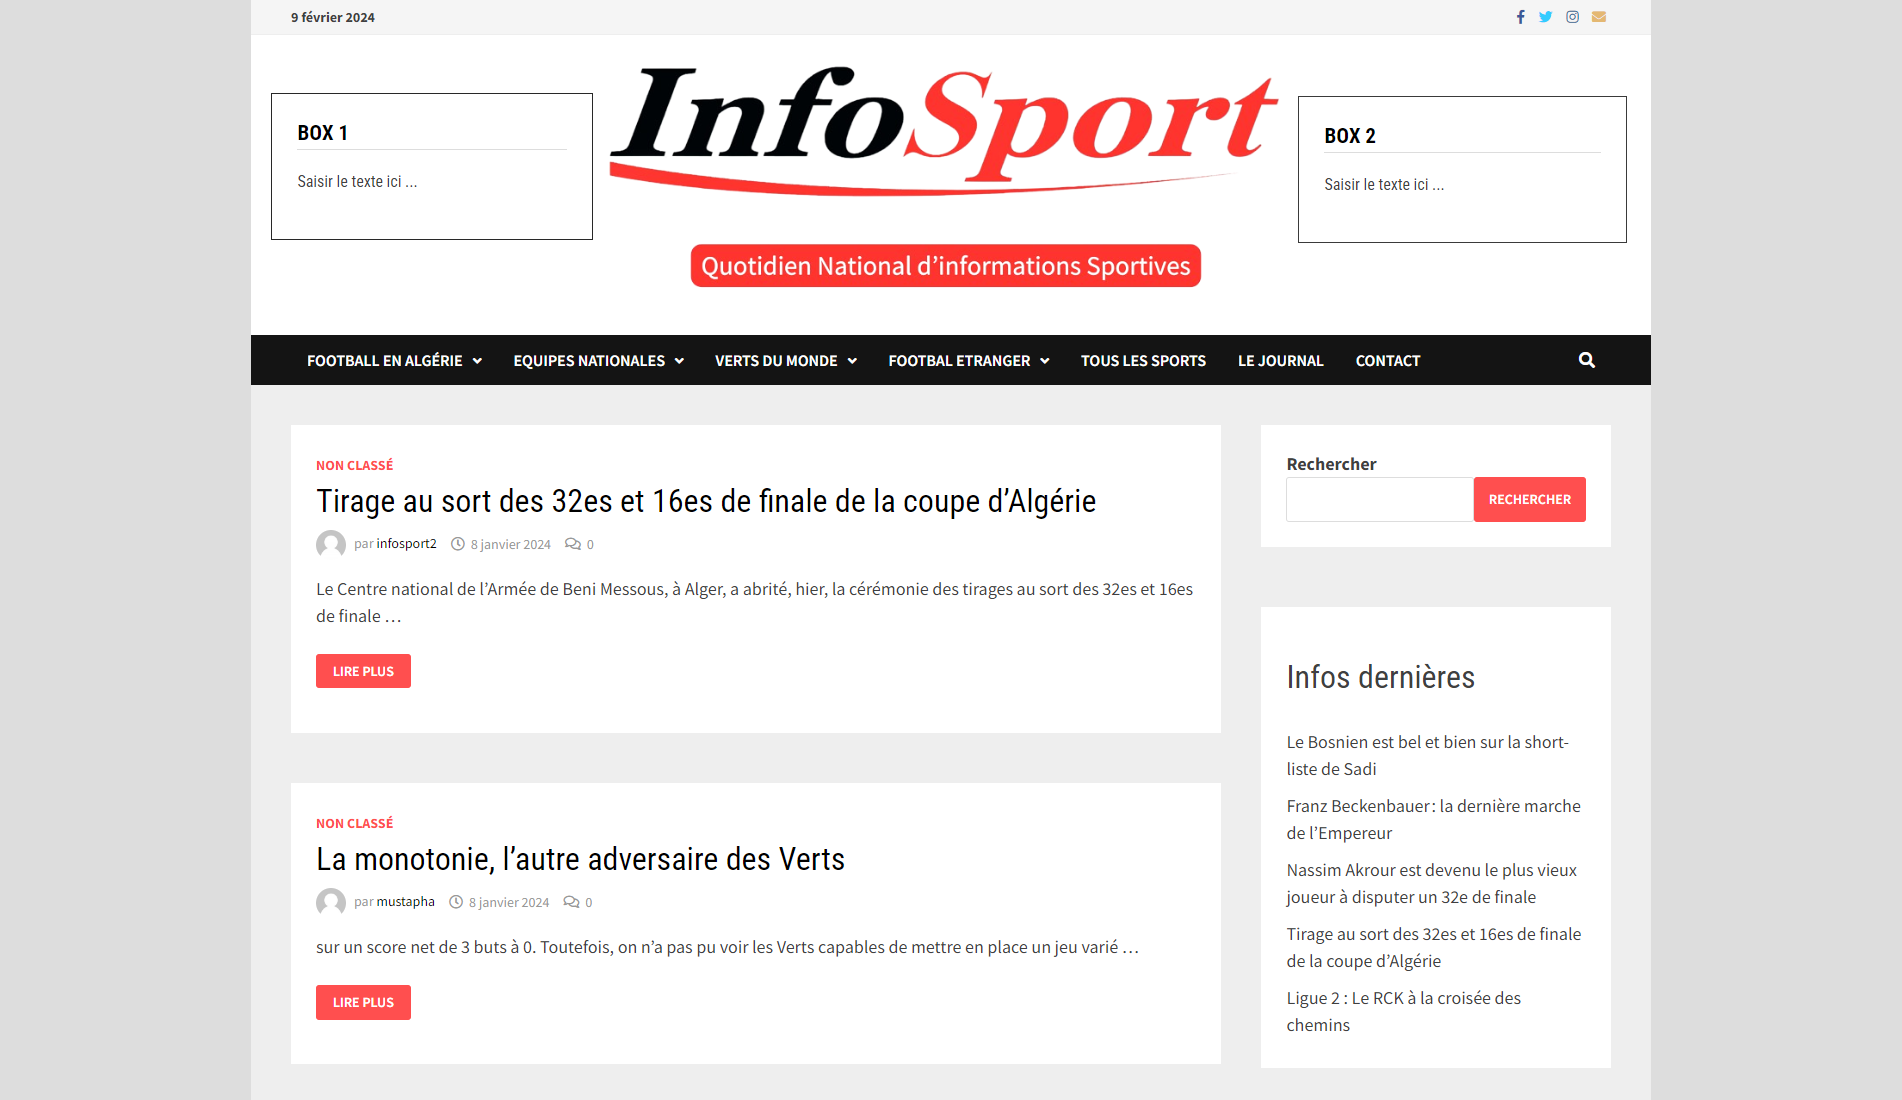 9 février 2024
BOX 1
Saisir le texte ici ...
InfoSport
Quotidien National d’informations Sportives
BOX 2
Saisir le texte ici ...
FOOTBALL EN ALGÉRIE
EQUIPES NATIONALES
VERTS DU MONDE
FOOTBAL ETRANGER
TOUS LES SPORTS
LE JOURNAL
CONTACT
NON CLASSÉ
Tirage au sort des 32es et 16es de finale de la coupe d’Algérie
par infosport2 8 janvier 2024 0
Le Centre national de l’Armée de Beni Messous, à Alger, a abrité, hier, la cérémonie des tirages au sort des 32es et 16es
de finale …
LIRE PLUS
NON CLASSÉ
La monotonie, l’autre adversaire des Verts
par mustapha 8 janvier 2024 0
sur un score net de 3 buts à 0. Toutefois, on n’a pas pu voir les Verts capables de mettre en place un jeu varié …
LIRE PLUS
Rechercher
RECHERCHER
Infos dernières
Le Bosnien est bel et bien sur la short-
liste de Sadi
Franz Beckenbauer : la dernière marche
de l’Empereur
Nassim Akrour est devenu le plus vieux
joueur à disputer un 32e de finale
Tirage au sort des 32es et 16es de finale
de la coupe d’Algérie
Ligue 2 : Le RCK à la croisée des
chemins